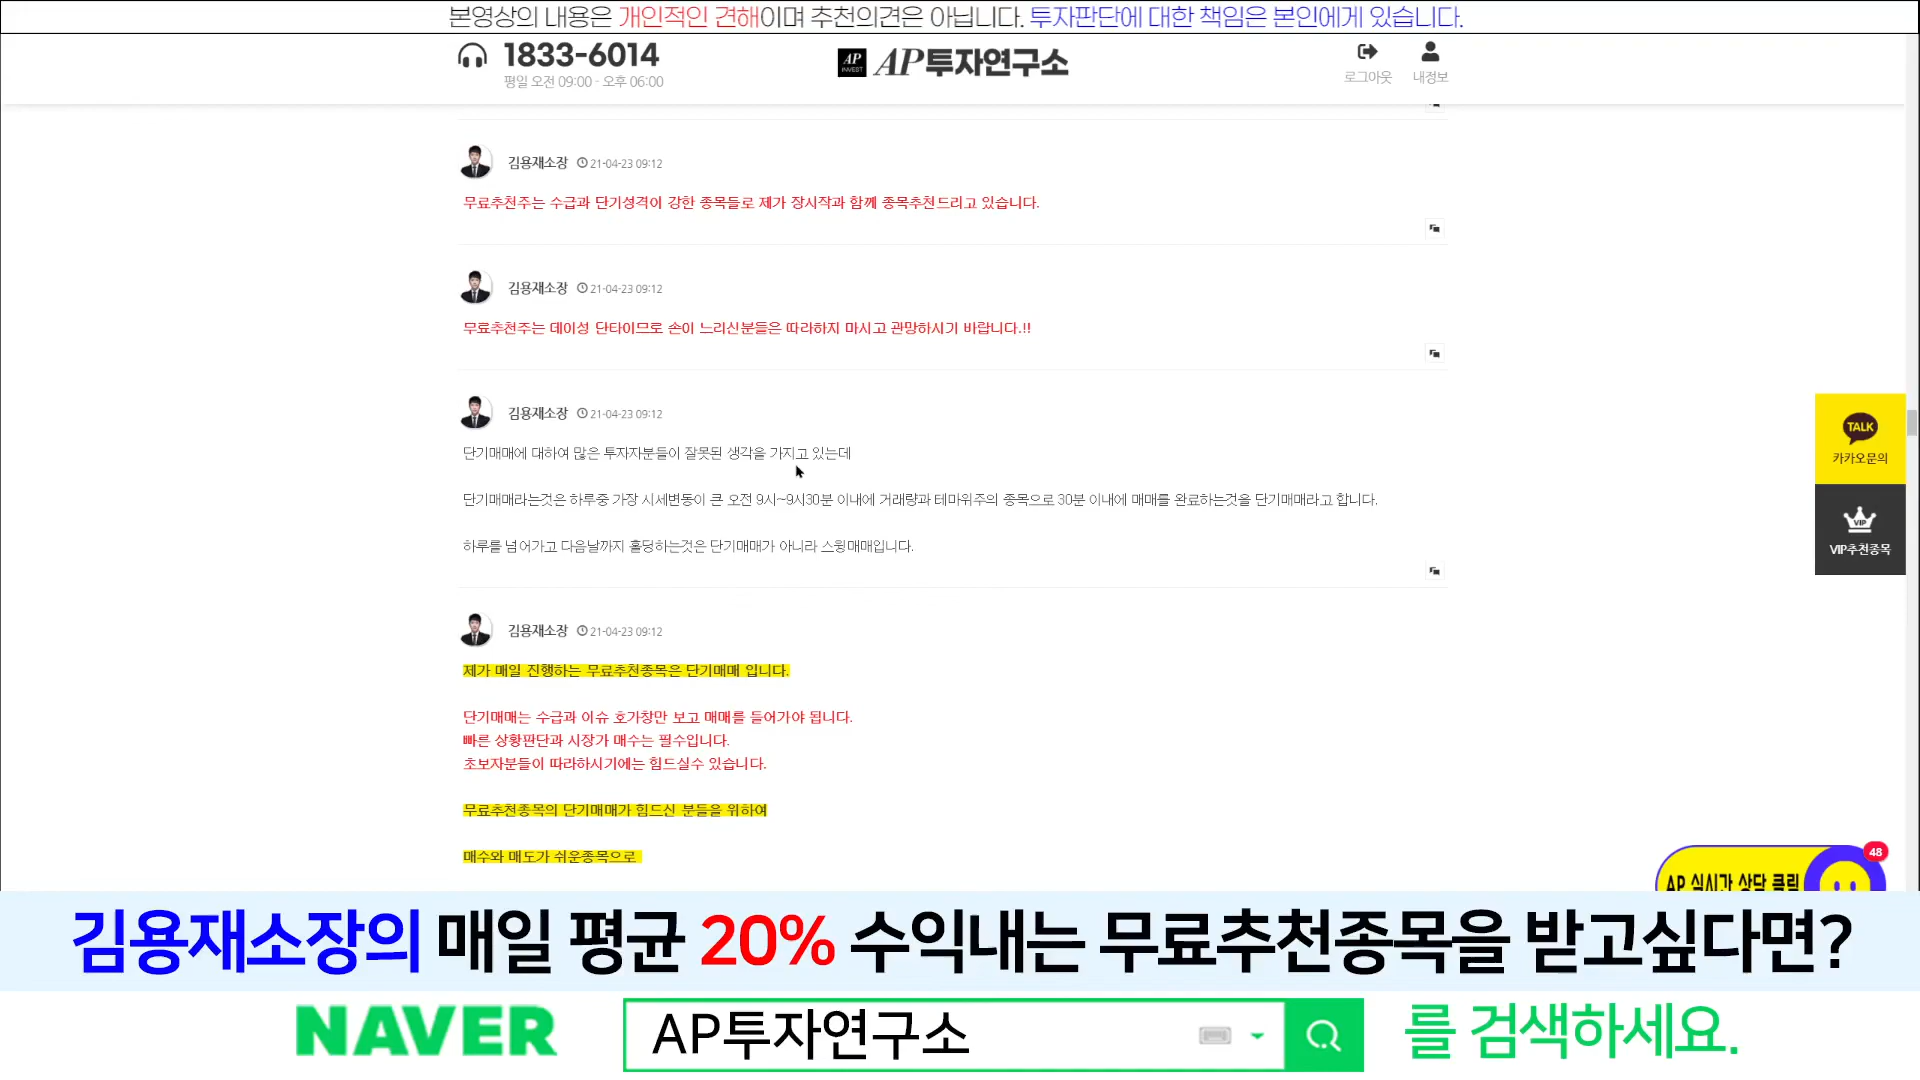 본영상의 내용은 개인적인 견해이며 추천의견은 아닙니다. 투자판단에 대한 책임은 본인에게 있습니다.
1833-6014
평일 오전 09:00 - 오후 06:00
AP INVEST AP투자연구소
로그아웃 내정보
김용재소장 21-04-23 09:12
무료추천주는 수급과 단기성격이 강한 종목들로 제가 장시작과 함께 종목추천드리고 있습니다.
김용재소장 21-04-23 09:12
무료추천주는 데이성 단타이므로 손이 느리신분들은 따라하지 마시고 관망하시기 바랍니다.!!
김용재소장 21-04-23 09:12
단기매매에 대하여 많은 투자자분들이 잘못된 생각을 가지고 있는데
단기매매라는것은 하루중 가장 시세변동이 큰 오전 9시~9시30분 이내에 거래량과 테마위주의 종목으로 30분 이내에 매매를 완료하는것을 단기매매라고 합니다.
하루를 넘어가고 다음날까지 홀딩하는것은 단기매매가 아니라 스윙매매입니다.
TALK
카카오문의
VIP
VIP추천종목
김용재소장 21-04-23 09:12
제가 매일 진행하는 무료추천종목은 단기매매 입니다.
단기매매는 수급과 이슈 호가창만 보고 매매를 들어가야 됩니다.
빠른 상황판단과 시장가 매수는 필수입니다.
초보자분들이 따라하시기에는 힘드실수 있습니다.
무료추천종목의 단기매매가 힘드신 분들을 위하여
매수와 매도가 쉬운종목으로
48
AP 실시간 상담 클릭
김용재소장의 매일 평균 20% 수익내는 무료추천종목을 받고싶다면?
NAVER AP투자연구소 를 검색하세요.